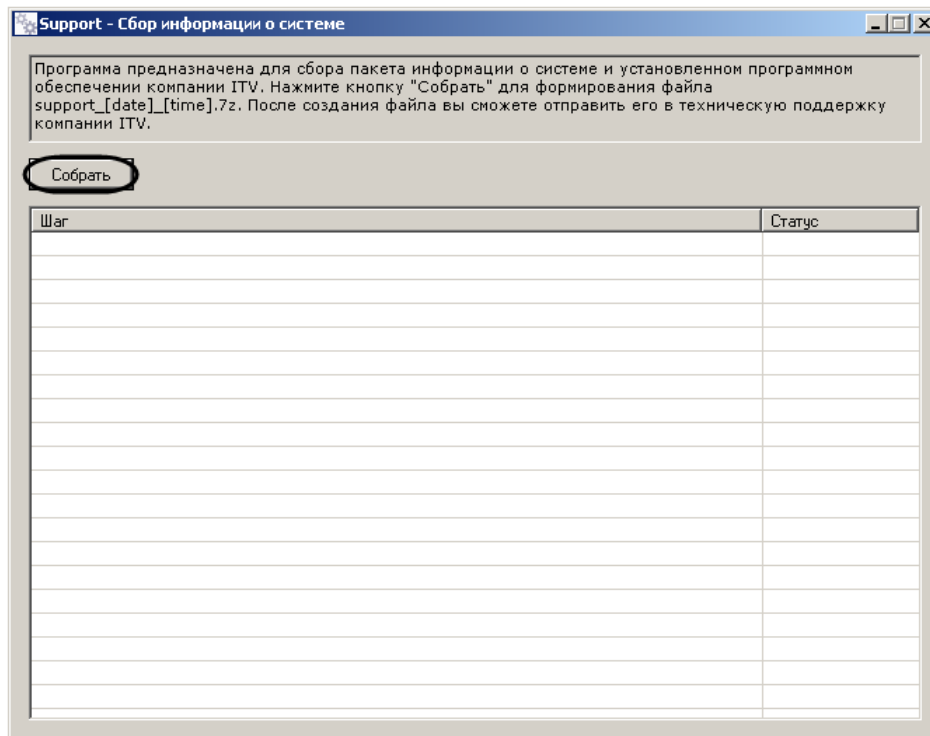 Support - Сбор информации о системе
Программа предназначена для сбора пакета информации о системе и установленном программном
обеспечении компании ITV. Нажмите кнопку "Собрать" для формирования файла
support_[date]_[time].7z. После создания файла вы сможете отправить его в техническую поддержку
компании ITV.
Собрать
Шаг Статус